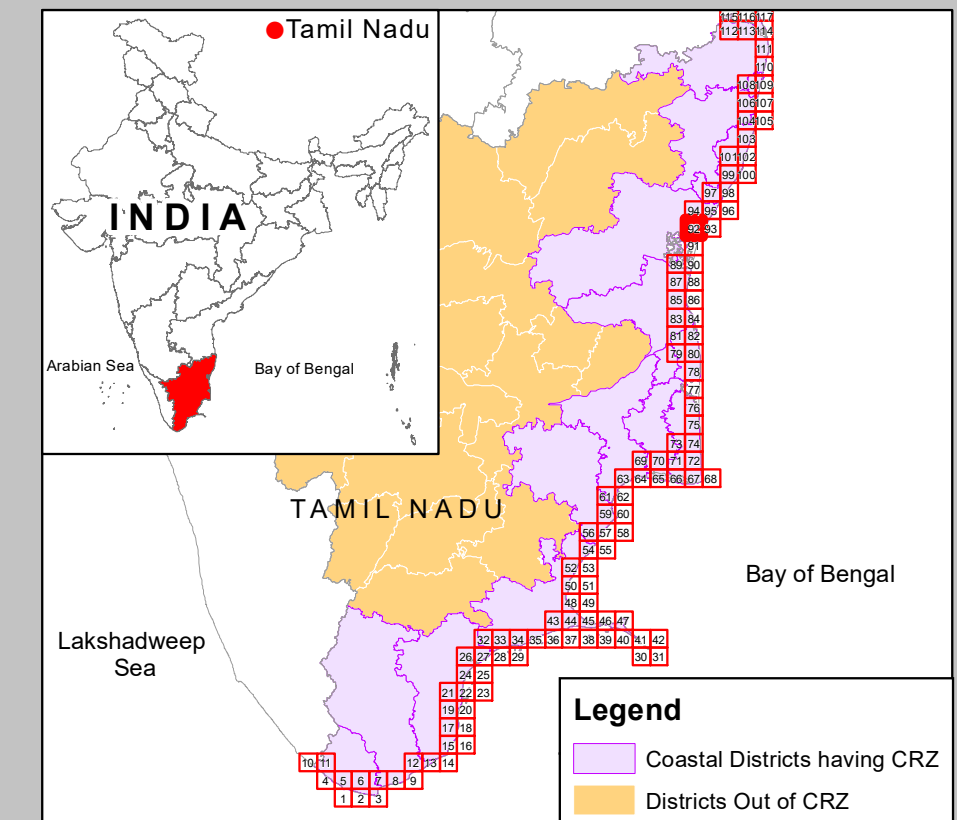 Tamil Nadu
INDIA
Arabian Sea
Bay of Bengal
115 116 117
112 113 114
111
110
108 109
106 107
104 105
103
101 102
99 100
97 98
94 95 96
92 93
91
89 90
87 88
85 86
83 84
81 82
79 80
78
77
76
75
73 74
69 70 71 72
63 64 65 66 67 68
61 62
59 60
56 57 58
54 55
52 53
50 51
48 49
43 44 45 46 47
32 33 34 35 36 37 38 39 40 41 42
26 27 28 29 30 31
24 25
21 22 23
19 20
17 18
15 16
10 11 12 13 14
4 5 6 7 8 9
1 2 3
TAMIL NADU
Bay of Bengal
Lakshadweep
Sea
Legend
Coastal Districts having CRZ
Districts Out of CRZ